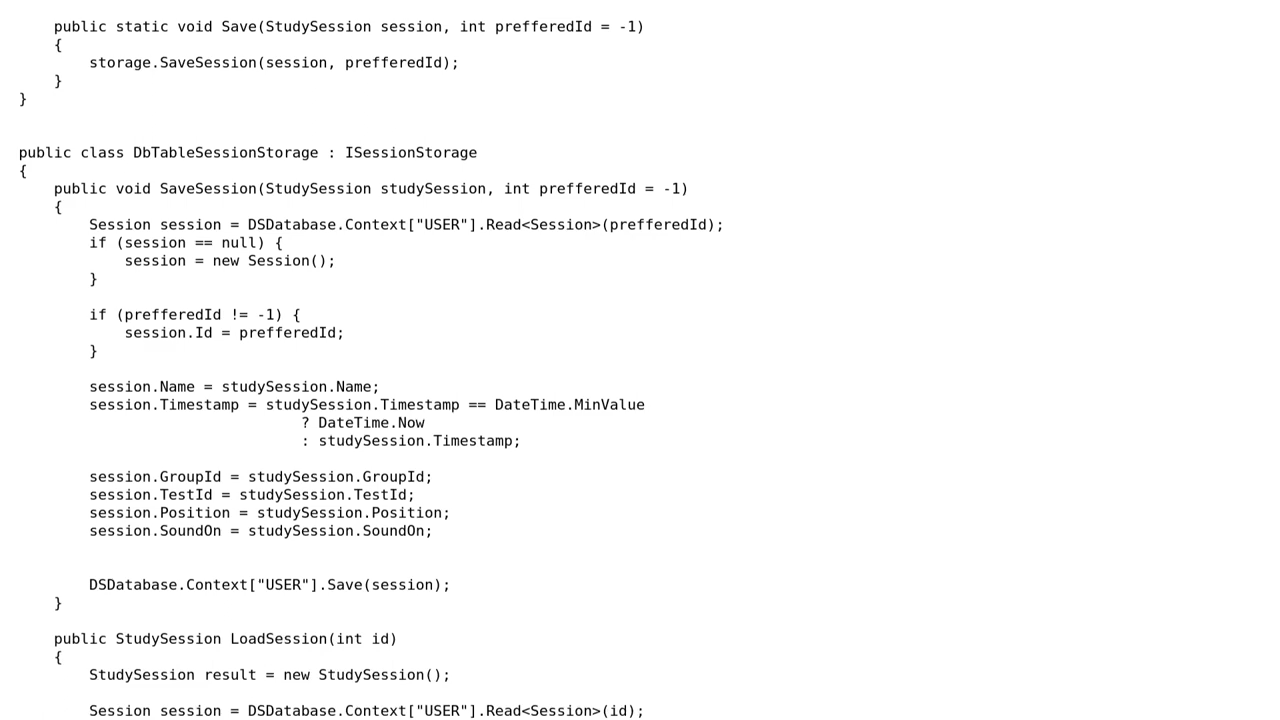 public static void Save(StudySession session, int prefferedId = -1)
    {
        storage.SaveSession(session, prefferedId);
    }
}


public class DbTableSessionStorage : ISessionStorage
{
    public void SaveSession(StudySession studySession, int prefferedId = -1)
    {
        Session session = DSDatabase.Context["USER"].Read<Session>(prefferedId);
        if (session == null) {
            session = new Session();
        }

        if (prefferedId != -1) {
            session.Id = prefferedId;
        }

        session.Name = studySession.Name;
        session.Timestamp = studySession.Timestamp == DateTime.MinValue
                                ? DateTime.Now
                                : studySession.Timestamp;

        session.GroupId = studySession.GroupId;
        session.TestId = studySession.TestId;
        session.Position = studySession.Position;
        session.SoundOn = studySession.SoundOn;


        DSDatabase.Context["USER"].Save(session);
    }

    public StudySession LoadSession(int id)
    {
        StudySession result = new StudySession();

        Session session = DSDatabase.Context["USER"].Read<Session>(id);